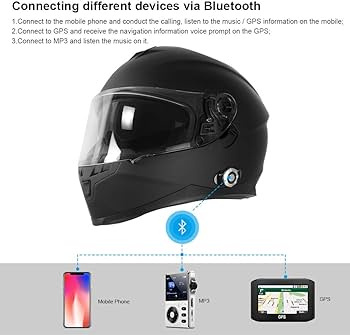 Connecting different devices via Bluetooth
1.Connect to the mobile phone and conduct the calling, listen to the music / GPS information on the mobile;
2.Connect to GPS and receive the navigation information voice prompt on the GPS;
3.Connect to MP3 and listen the music on it.
Mobile Phone
MP3
GPS
GPS